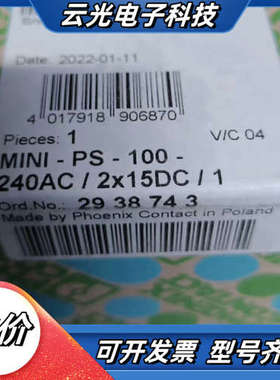 云光电子科技
Date: 2022-01-11
4 017918 906870
Pieces: 1
V/C 04
MINI - PS - 100 -
240AC / 2x15DC / 1
Ord.No.: 29 38 74 3
Made by Phoenix Contact in Poland
价
可开发票 型号齐